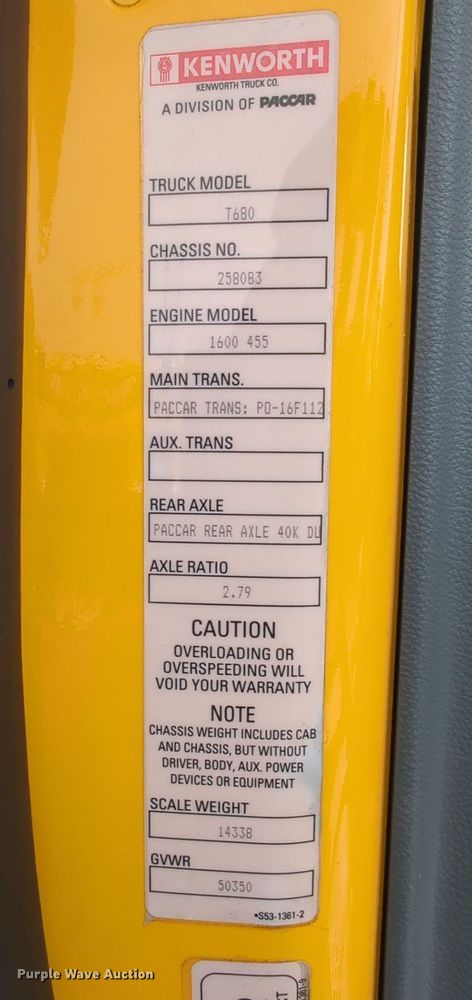 KENWORTH
KENWORTH TRUCK CO.
A DIVISION OF PACCAR
TRUCK MODEL
T680
CHASSIS NO.
258083
ENGINE MODEL
1600 455
MAIN TRANS.
PACCAR TRANS: PO-16F112
AUX. TRANS
REAR AXLE
PACCAR REAR AXLE 40K DU
AXLE RATIO
2.79
CAUTION
OVERLOADING OR
OVERSPEEDING WILL
VOID YOUR WARRANTY
NOTE
CHASSIS WEIGHT INCLUDES CAB
AND CHASSIS, BUT WITHOUT
DRIVER, BODY, AUX. POWER
DEVICES OR EQUIPMENT
SCALE WEIGHT
14338
GVWR
50350
•S53-1361-2
Purple Wave Auction